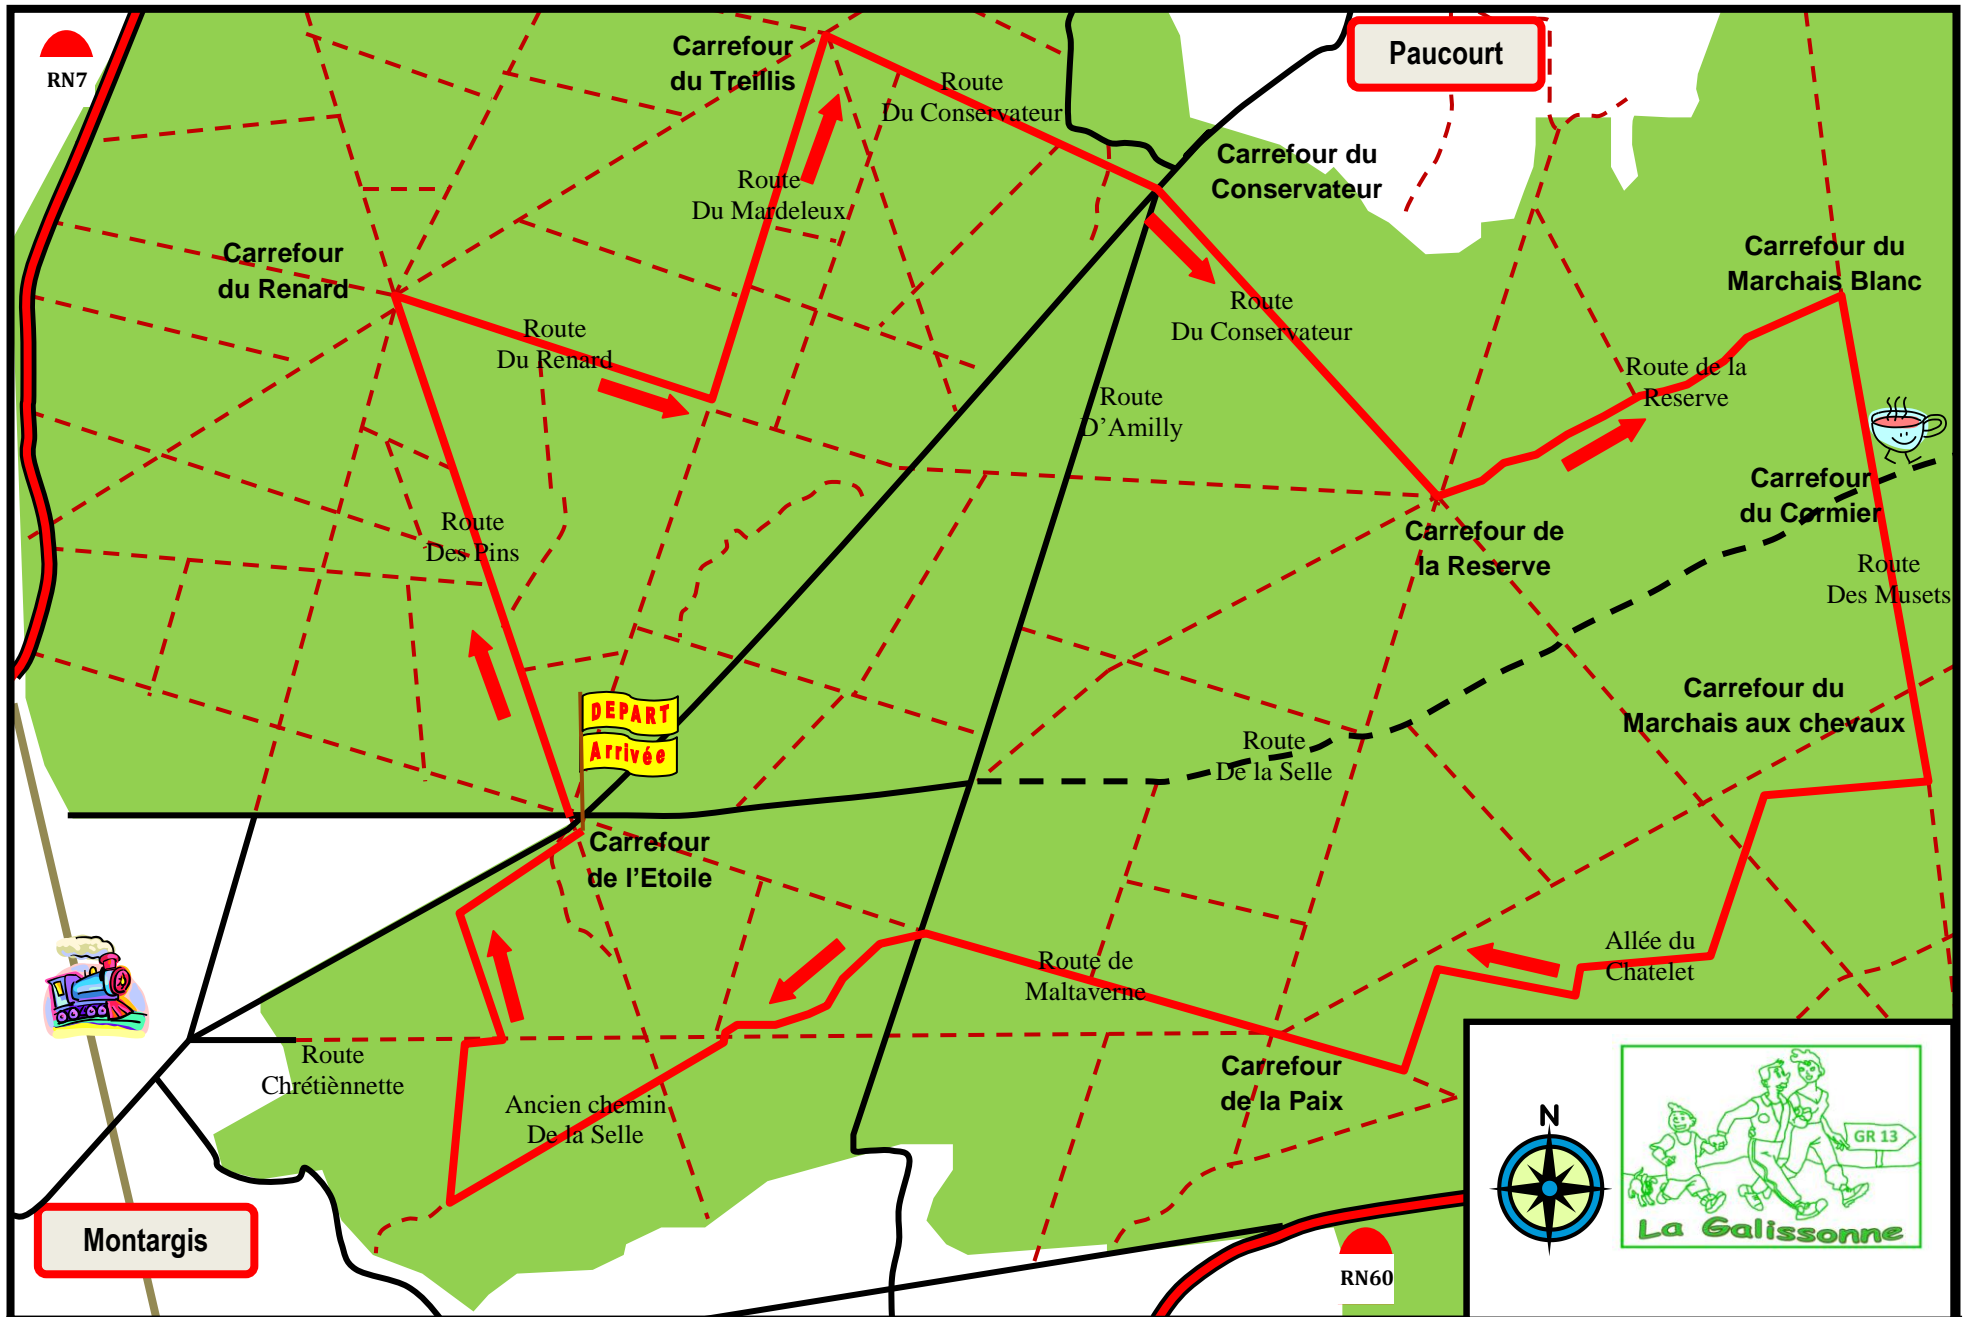 RN7
Carrefour
du Treillis
Route
Du Conservateur
Paucourt
Carrefour du
Conservateur
Route
Du Mardeleux
Carrefour
du Renard
Route
Du Renard
Route
Du Conservateur
Carrefour du
Marchais Blanc
Route de la
Reserve
Route
D'Amilly
Carrefour
du Cormier
Route
Des Pins
Carrefour de
la Reserve
Route
Des Musets
DEPART
Arrivée
Carrefour du
Marchais aux chevaux
Route
De la Selle
Carrefour
de l'Etoile
Allée du
Chatelet
Route de
Maltaverne
Route
Chrétiènnette
Ancien chemin
De la Selle
Carrefour
de la Paix
N
GR 13
La Galissonne
Montargis
RN60